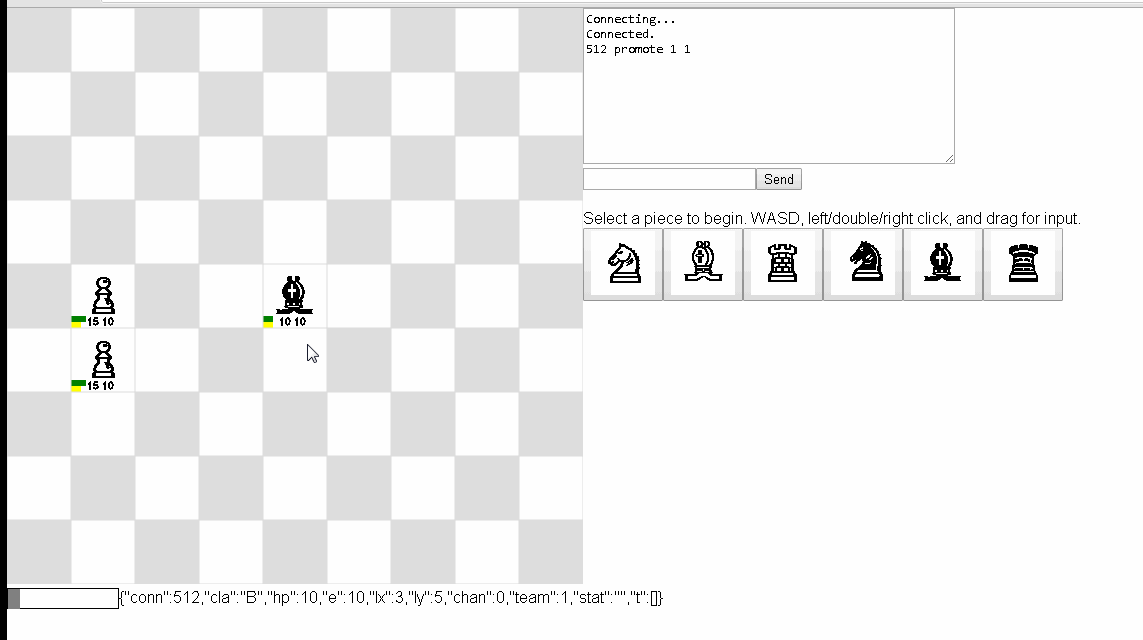 Connecting...
Connected.
512 promote 1 1
Send
Select a piece to begin. WASD, left/double/right click, and drag for input.
15 10
10 10
15 10
{"conn":512,"cla":"B","hp":10,"e":10,"lx":3,"ly":5,"chan":0,"team":1,"stat":"","t":[]}